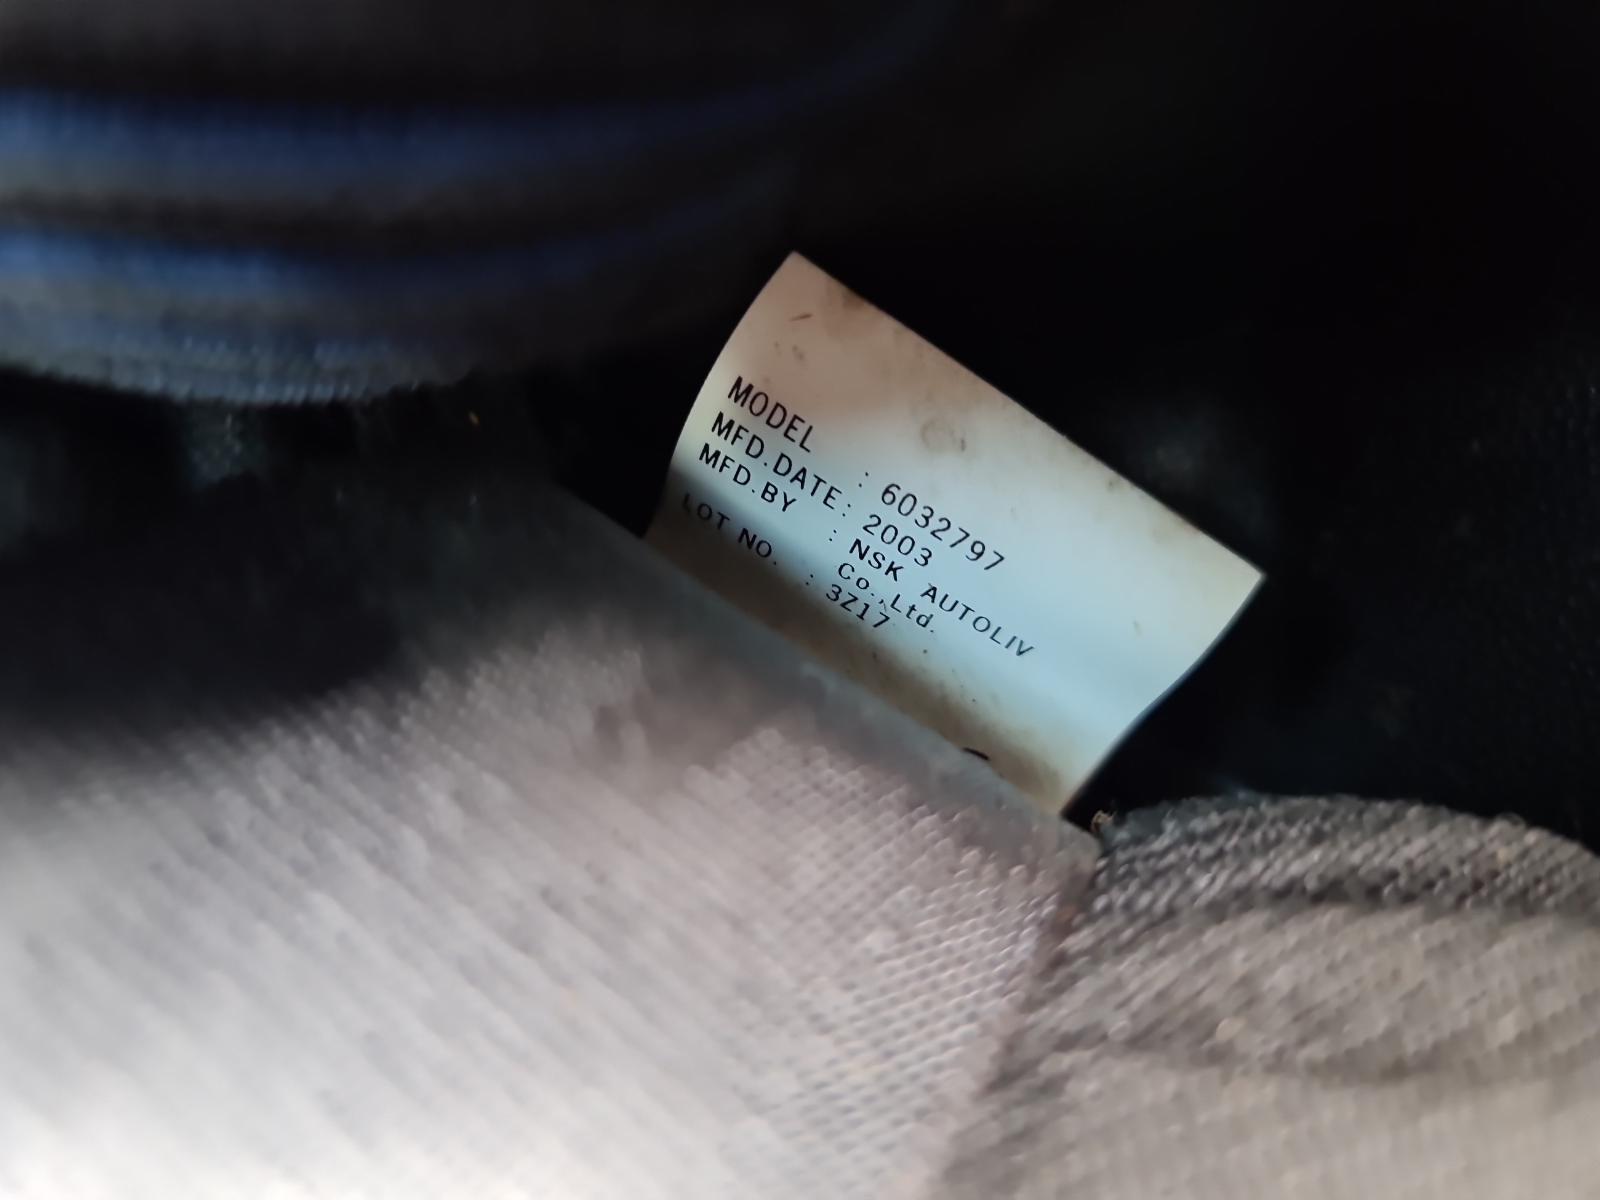 MODEL : 6032797
MFD.DATE: 2003
MFD.BY : NSK AUTOLIV
Co.,Ltd.
LOT NO. : 3Z17